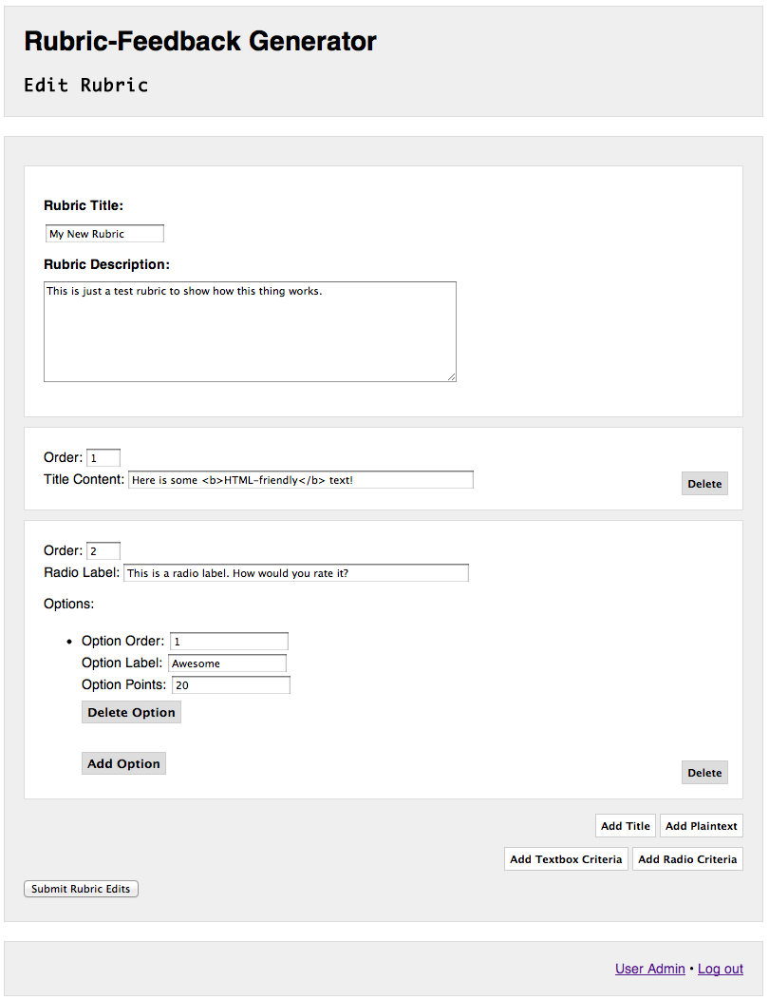 Rubric-Feedback Generator
Edit Rubric
Rubric Title:
My New Rubric
Rubric Description:
This is just a test rubric to show how this thing works.
Order: 1
Title Content: Here is some <b>HTML-friendly</b> text!
Delete
Order: 2
Radio Label: This is a radio label. How would you rate it?
Options:
• Option Order: 1
Option Label: Awesome
Option Points: 20
Delete Option
Add Option
Delete
Add Title Add Plaintext
Add Textbox Criteria Add Radio Criteria
Submit Rubric Edits
User Admin • Log out